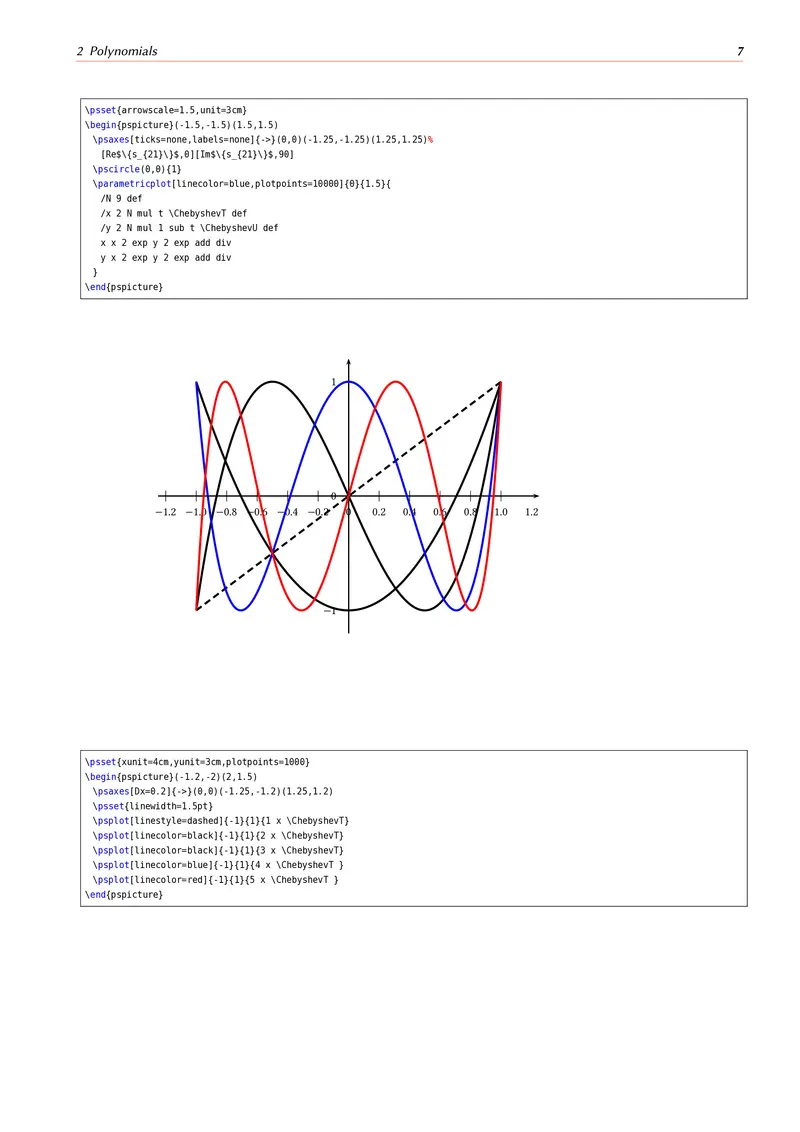 2 Polynomials 7
\psset{arrowscale=1.5,unit=3cm}
\begin{pspicture}(-1.5,-1.5)(1.5,1.5)
\psaxes[ticks=none,labels=none]{->}(0,0)(-1.25,-1.25)(1.25,1.25)%
[Re$\{s_{21}\}$,0][Im$\{s_{21}\}$,90]
\pscircle(0,0){1}
\parametricplot[linecolor=blue,plotpoints=10000]{0}{1.5}{
/N 9 def
/x 2 N mul t \ChebyshevT def
/y 2 N mul 1 sub t \ChebyshevU def
x x 2 exp y 2 exp add div
y x 2 exp y 2 exp add div
}
\end{pspicture}
1
0
−1.2 −1.0 −0.8 −0.6 −0.4 −0.2 0 0.2 0.4 0.6 0.8 1.0 1.2
−1
\psset{xunit=4cm,yunit=3cm,plotpoints=1000}
\begin{pspicture}(-1.2,-2)(2,1.5)
\psaxes[Dx=0.2]{->}(0,0)(-1.25,-1.2)(1.25,1.2)
\psset{linewidth=1.5pt}
\psplot[linestyle=dashed]{-1}{1}{1 x \ChebyshevT}
\psplot[linecolor=black]{-1}{1}{2 x \ChebyshevT}
\psplot[linecolor=black]{-1}{1}{3 x \ChebyshevT}
\psplot[linecolor=blue]{-1}{1}{4 x \ChebyshevT }
\psplot[linecolor=red]{-1}{1}{5 x \ChebyshevT }
\end{pspicture}